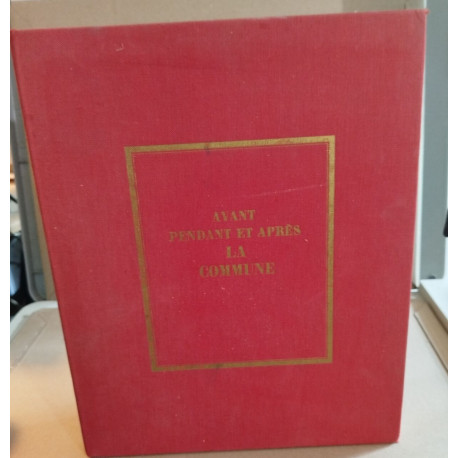 AVANT
PENDANT ET APRÈS
LA
COMMUNE